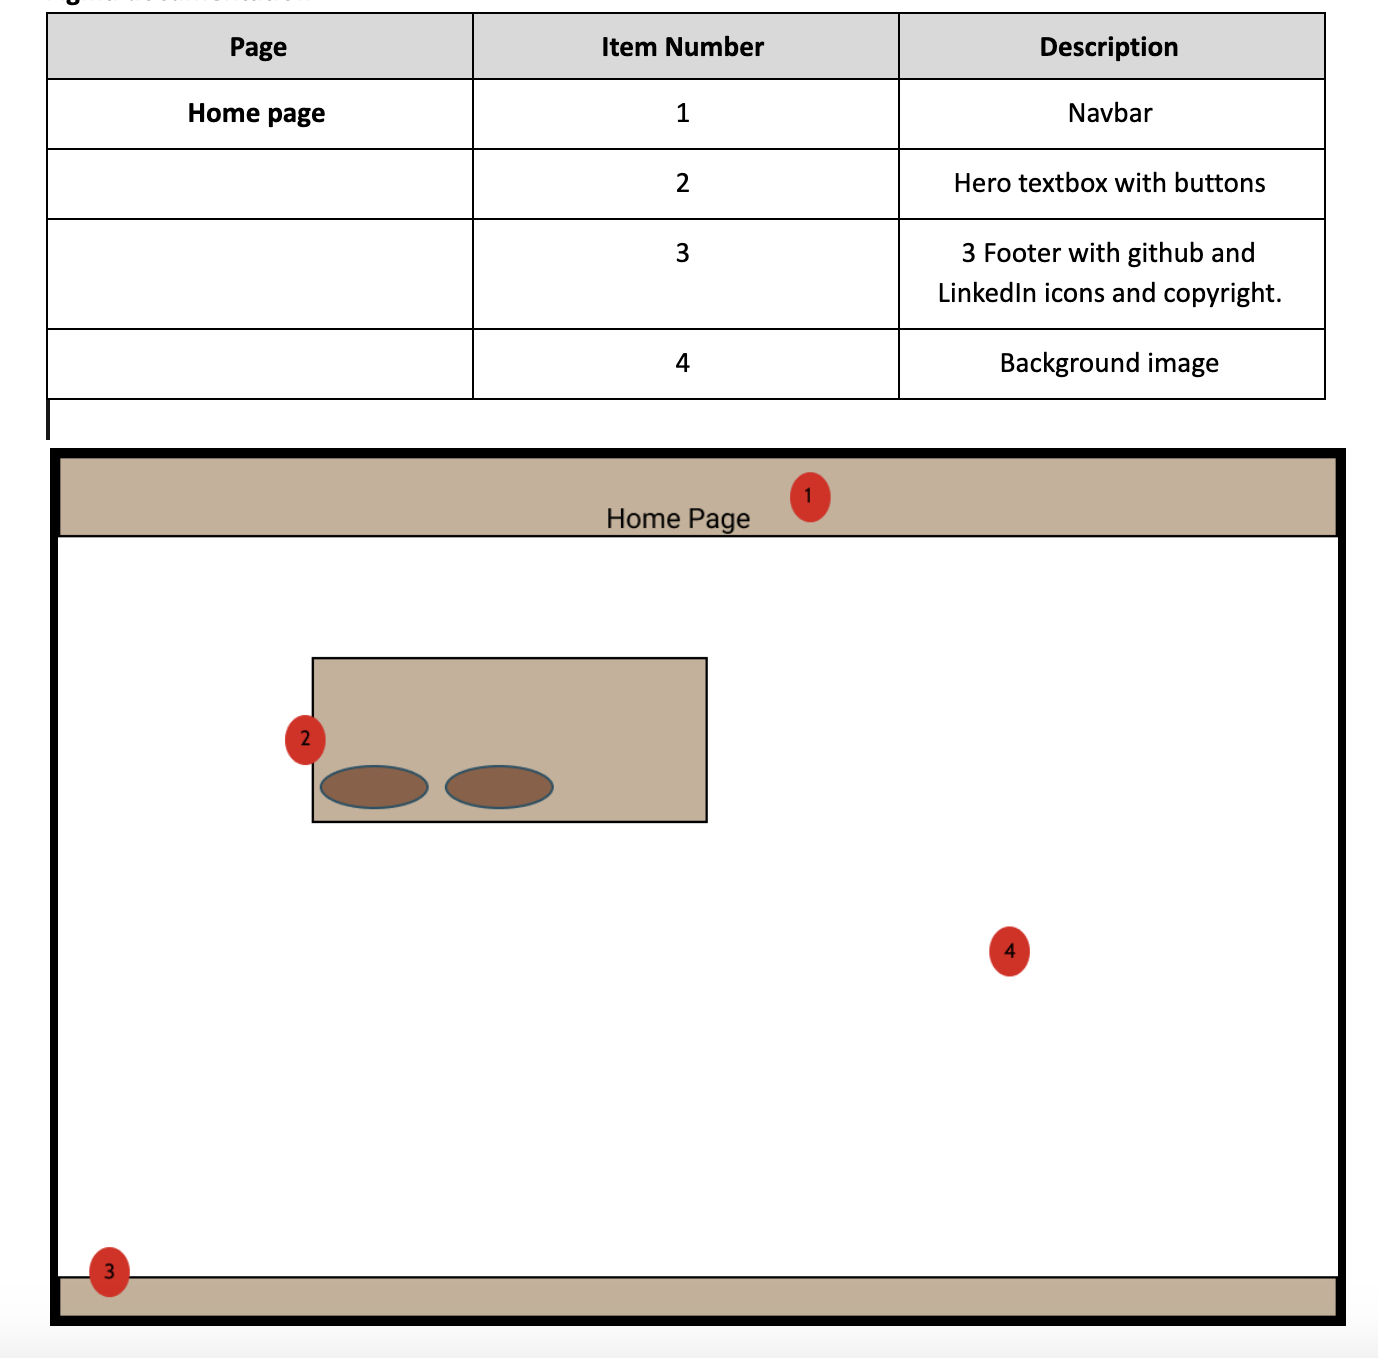 Page Item Number Description
Home page 1 Navbar
2 Hero textbox with buttons
3 3 Footer with github and
LinkedIn icons and copyright.
4 Background image
1
Home Page
2
4
3